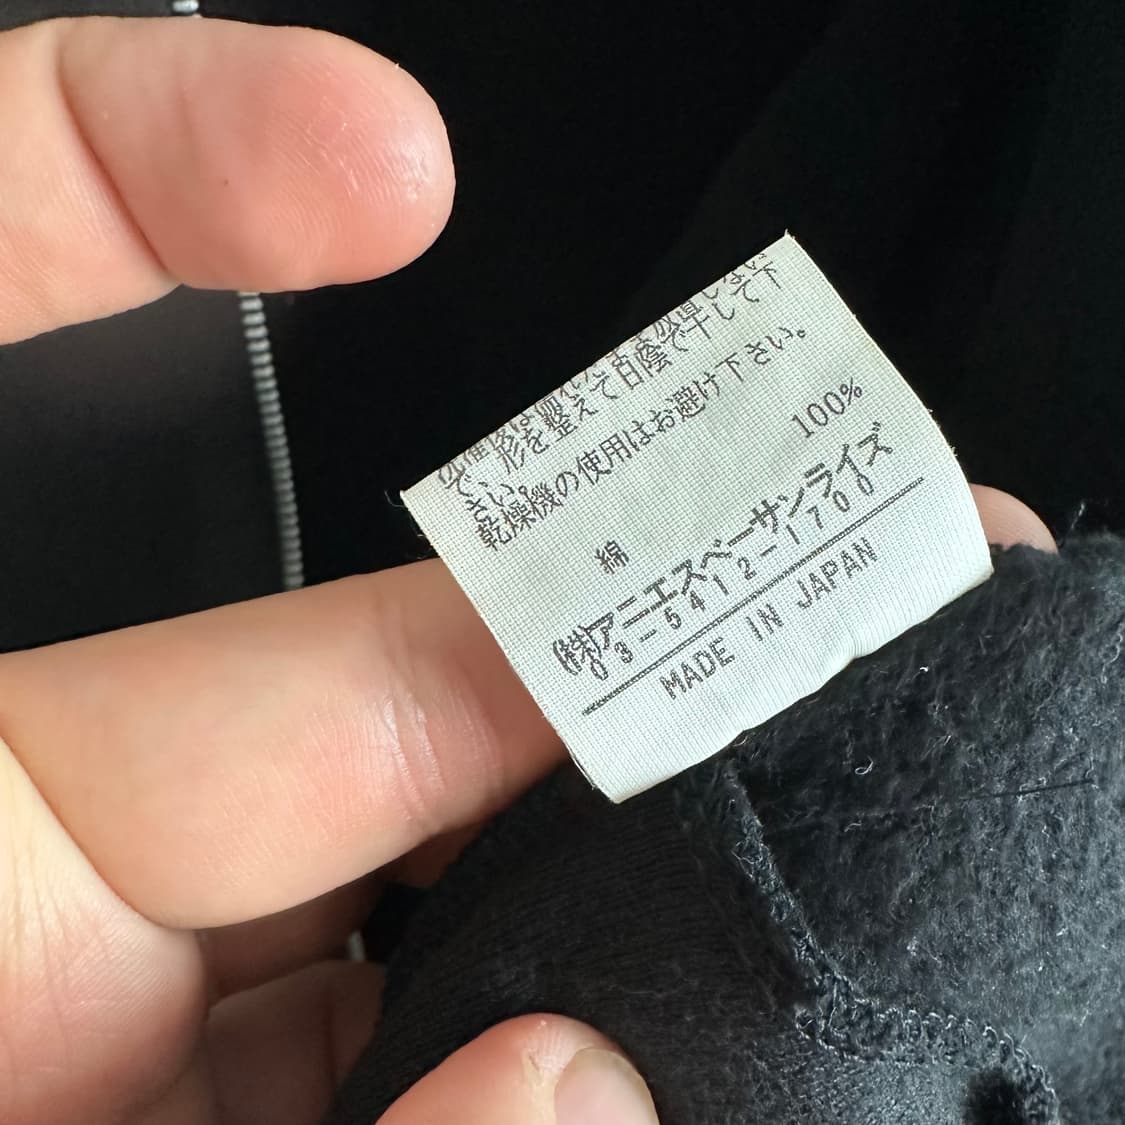 で、形を整えて日陰で干して下
さい。
乾燥機の使用はお避け下さい。
綿 100%
㈱アニエスベーサンライズ
03-5412-1700
MADE IN JAPAN